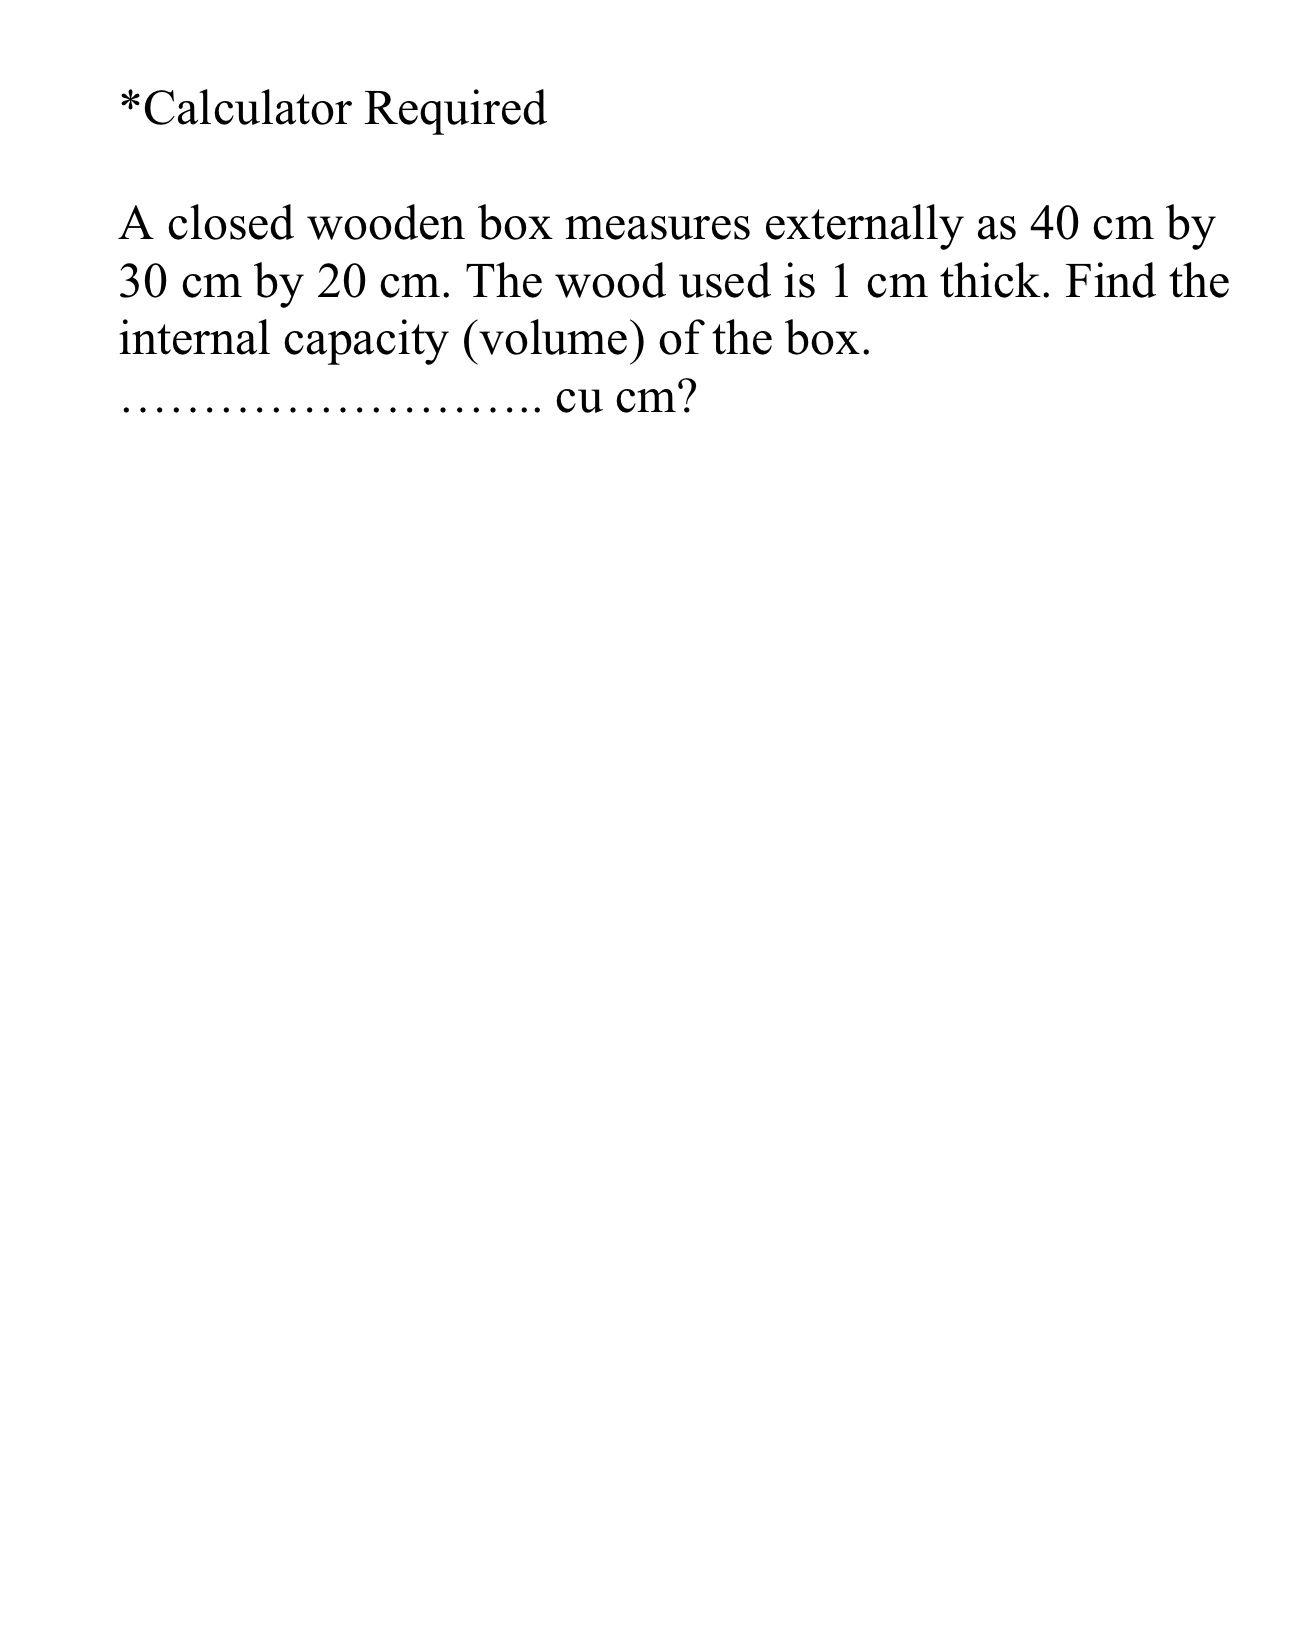 *Calculator Required
A closed wooden box measures externally as 40 cm by
30 cm by 20 cm. The wood used is 1 cm thick. Find the
internal capacity (volume) of the box.
…………………….. cu cm?